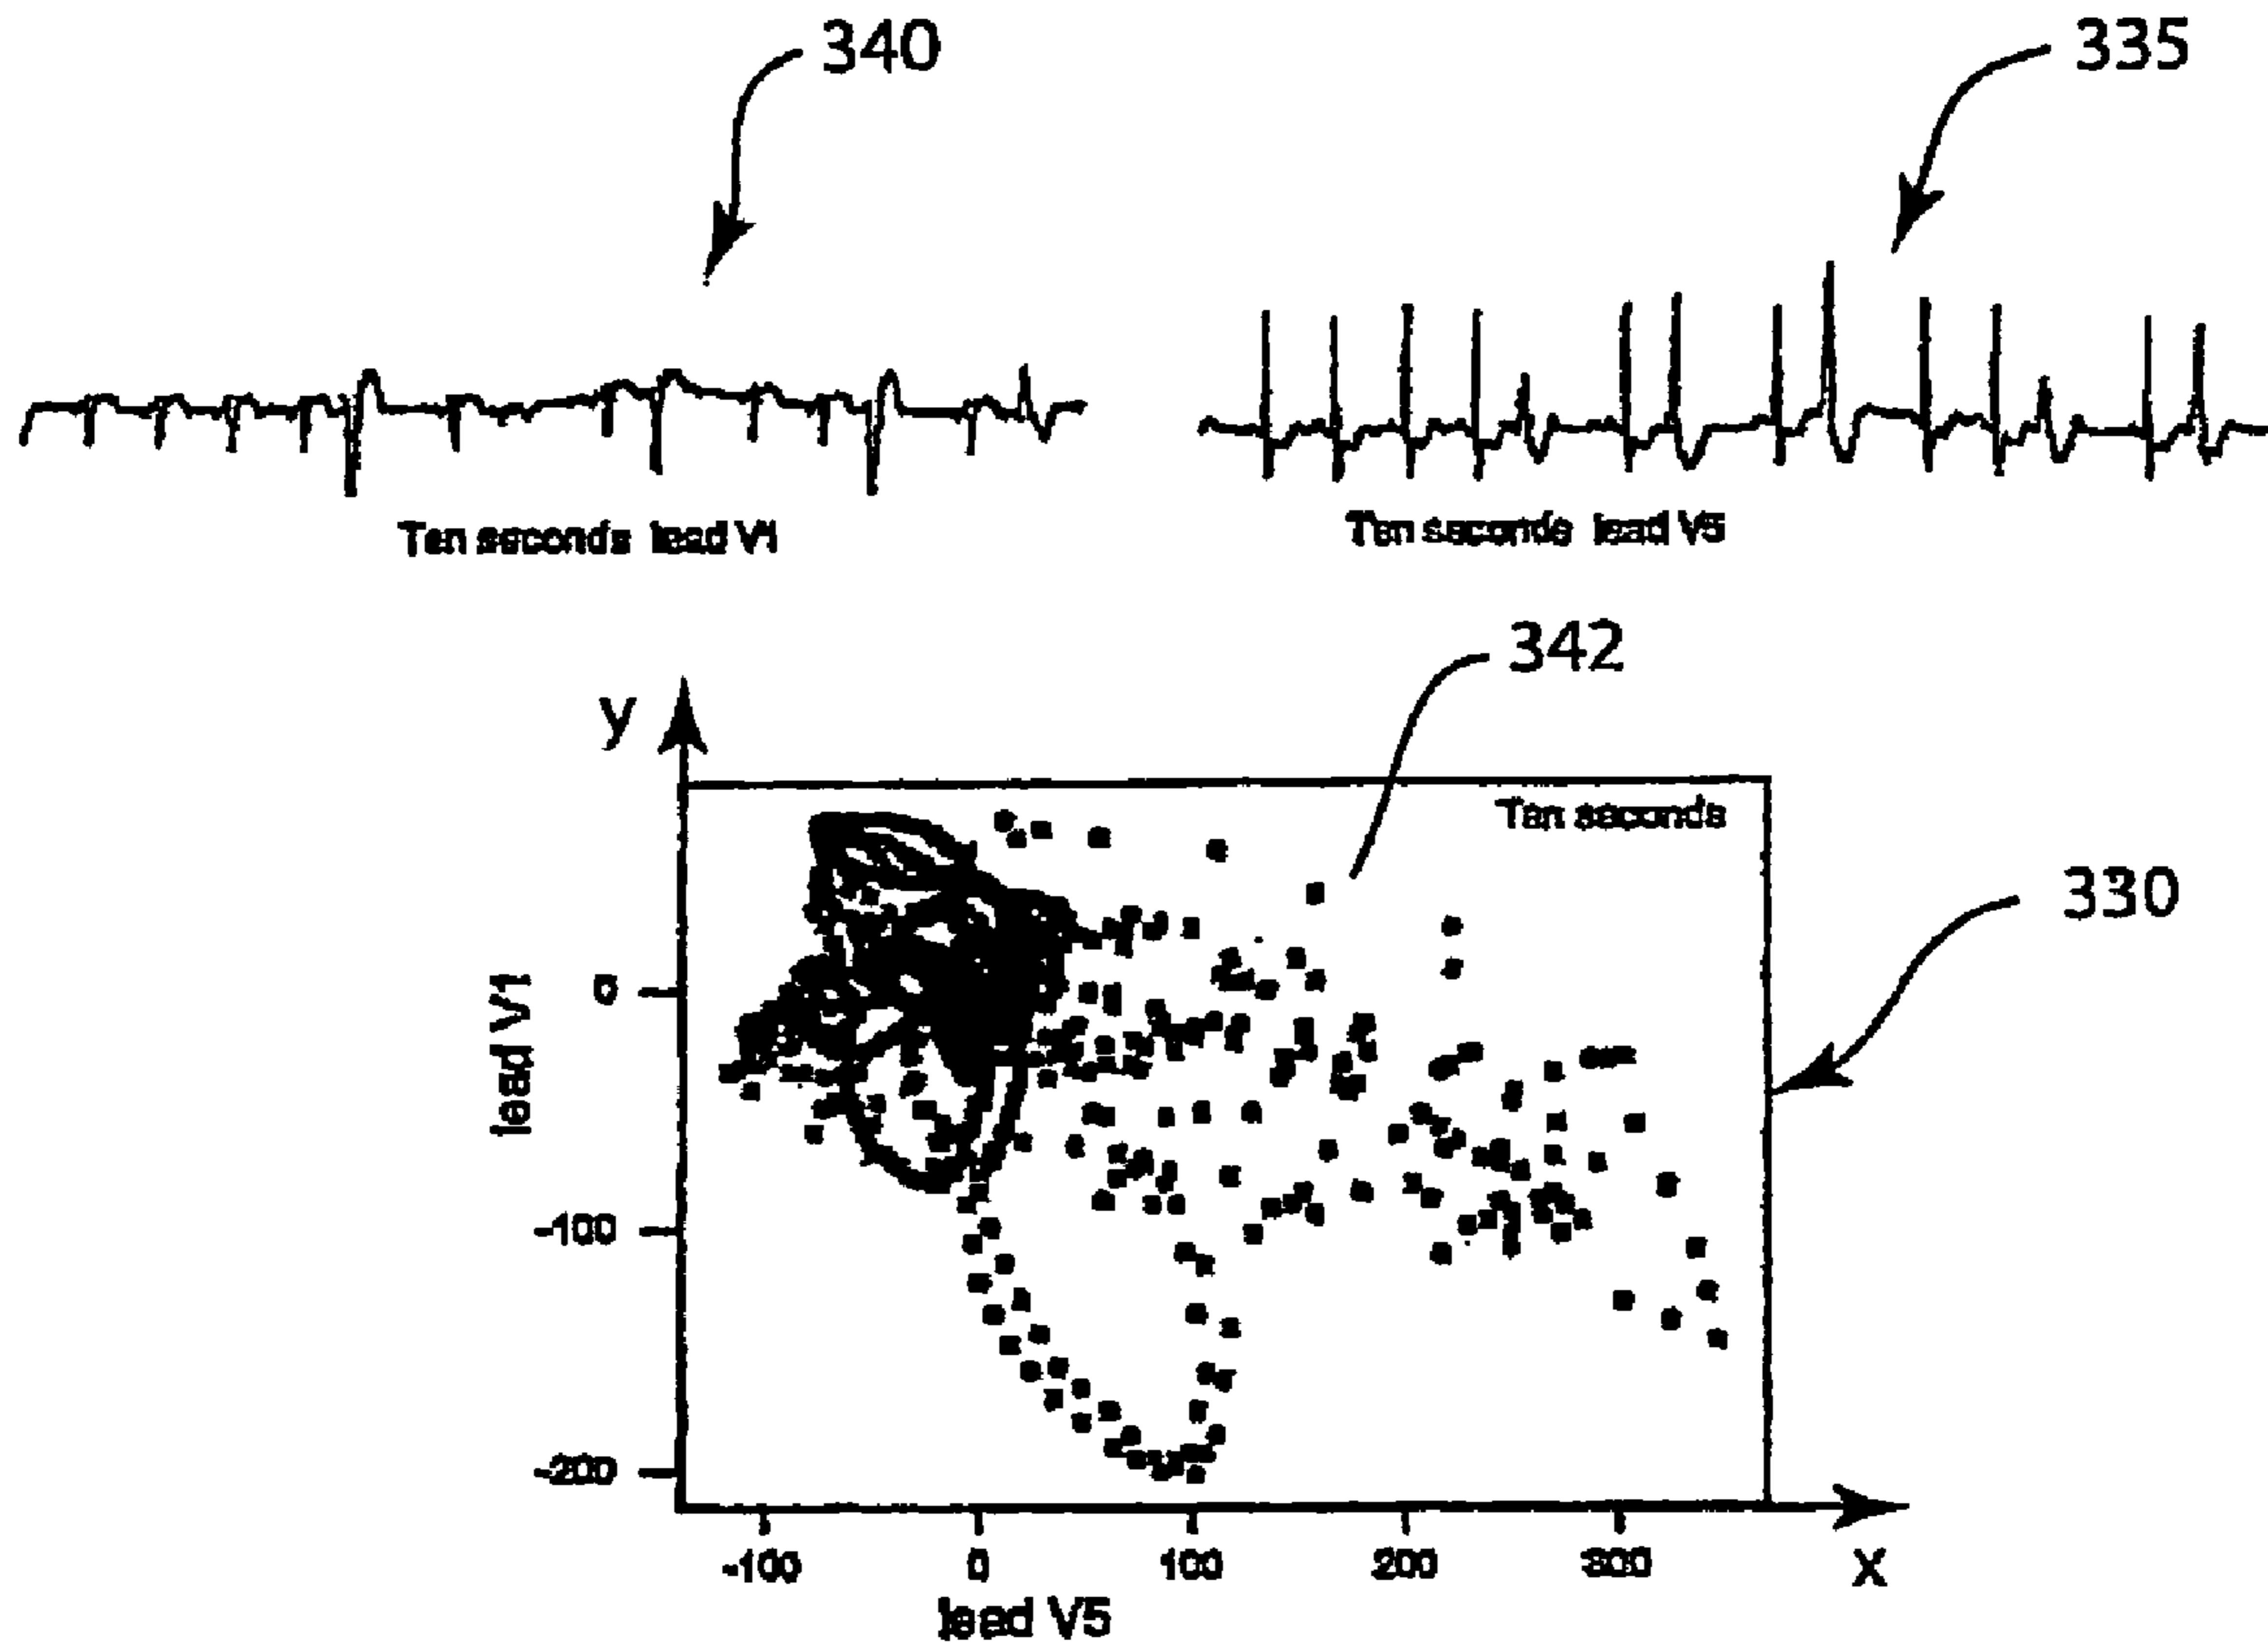 340
335
Ten seconds lead V1
Ten seconds lead V5
342
y
Ten seconds
330
0
lead V1
-100
-200
-100 0 100 200 300
x
lead V5